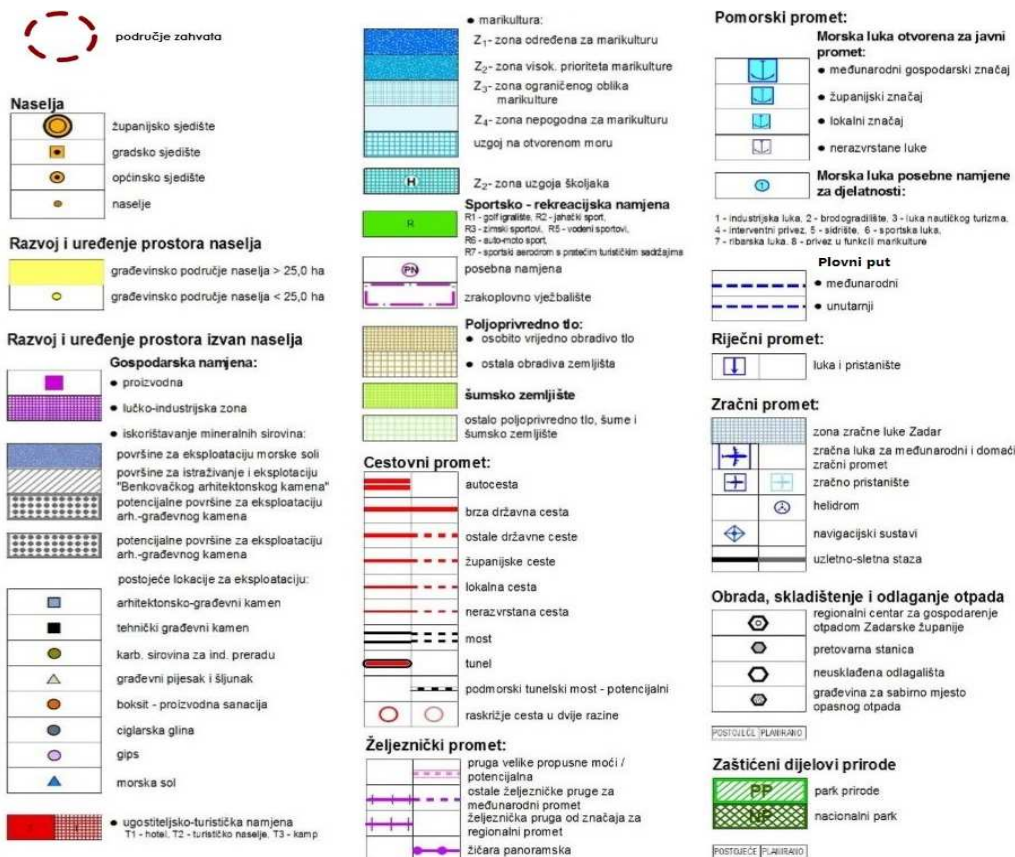 područje zahvata
Naselja
županijsko sjedište
gradsko sjedište
općinsko sjedište
naselje
Razvoj i uređenje prostora naselja
građevinsko područje naselja > 25,0 ha
građevinsko područje naselja < 25,0 ha
Razvoj i uređenje prostora izvan naselja
Gospodarska namjena:
• proizvodna
• lučko-industrijska zona
• iskorištavanje mineralnih sirovina:
površine za eksploataciju morske soli
površine za istraživanje i eksplotaciju
"Benkovačkog arhitektonskog kamena"
potencijalne površine za eksploataciju
arh.-građevnog kamena
potencijalne površine za eksploataciju
arh.-građevnog kamena
postojeće lokacije za eksploataciju:
arhitektonsko-građevni kamen
tehnički građevni kamen
karb. sirovina za ind. preradu
građevni pijesak i šljunak
boksit - proizvodna sanacija
ciglarska glina
gips
morska sol
• ugostiteljsko-turistička namjena
T1 - hotel, T2 - turističko naselje, T3 - kamp
• marikultura:
Z1- zona određena za marikulturu
Z2- zona visok. prioriteta marikulture
Z3- zona ograničenog oblika
marikulture
Z4- zona nepogodna za marikulturu
uzgoj na otvorenom moru
H
Z2- zona uzgoja školjaka
Sportsko - rekreacijska namjena
R
R1 - golf igralište, R2 - jahački sport,
R3 - zimski sportovi, R5 - vodeni sportovi,
R6 - auto-moto sport,
R7 - sportski aerodrom s pratećim turističkim sadržajima
PN
posebna namjena
zrakoplovno vježbalište
Poljoprivredno tlo:
• osobito vrijedno obradivo tlo
• ostala obradiva zemljišta
šumsko zemljište
ostalo poljoprivredno tlo, šume i
šumsko zemljište
Cestovni promet:
autocesta
brza državna cesta
ostale državne ceste
županijske ceste
lokalna cesta
nerazvrstana cesta
most
tunel
podmorski tunelski most - potencijalni
raskrižje cesta u dvije razine
Željeznički promet:
pruga velike propusne moći /
potencijalna
ostale željezničke pruge za
međunarodni promet
željeznička pruga od značaja za
regionalni promet
žičara panoramska
Pomorski promet:
Morska luka otvorena za javni
promet:
• međunarodni gospodarski značaj
• županijski značaj
• lokalni značaj
• nerazvrstane luke
1
Morska luka posebne namjene
za djelatnosti:
1 - industrijska luka, 2 - brodogradilište, 3 - luka nautičkog turizma,
4 - interventni privez, 5 - sidrište, 6 - sportska luka,
7 - ribarska luka, 8 - privez u funkcii marikulture
Plovni put
• međunarodni
• unutarnji
Riječni promet:
luka i pristanište
Zračni promet:
zona zračne luke Zadar
zračna luka za međunarodni i domaći
zračni promet
zračno pristanište
helidrom
navigacijski sustavi
uzletno-sletna staza
Obrada, skladištenje i odlaganje otpada
regionalni centar za gospodarenje
otpadom Zadarske županije
pretovarna stanica
neusklađena odlagališta
građevina za sabirno mjesto
opasnog otpada
POSTOJEĆE PLANIRANO
Zaštićeni dijelovi prirode
PP
park prirode
NP
nacionalni park
POSTOJEĆE PLANIRANO